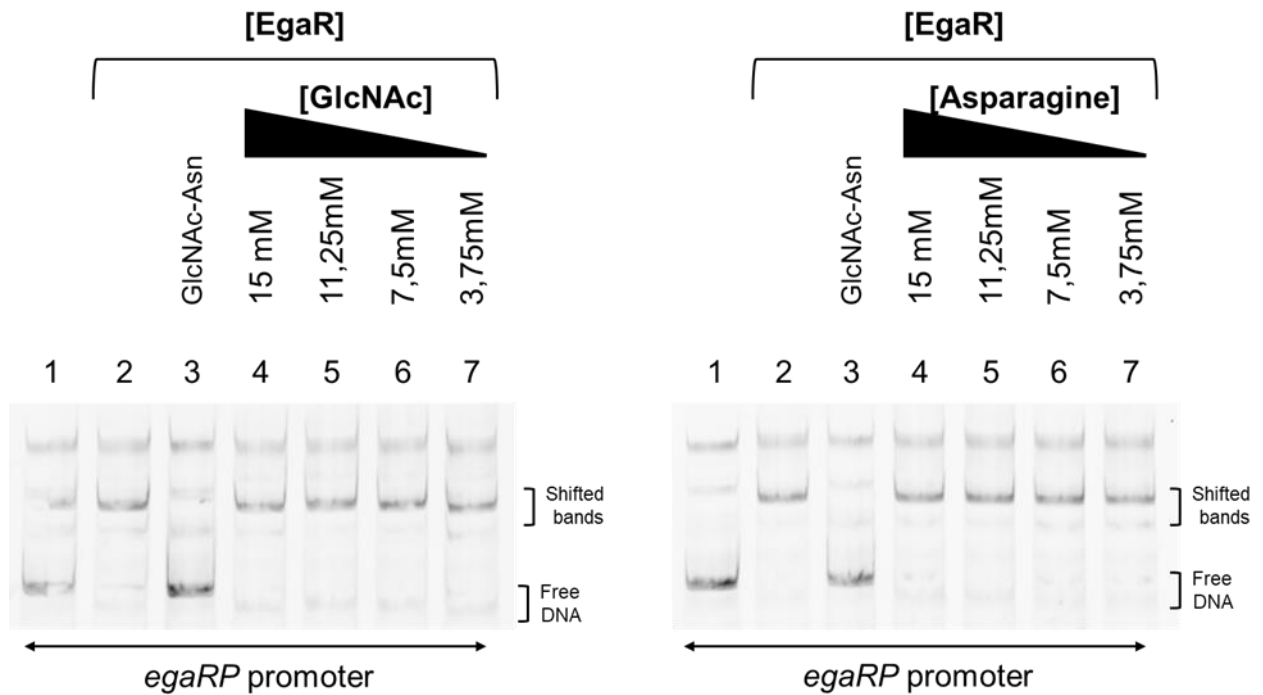 [EgaR]
[GlcNAc]
GlcNAc-Asn
15 mM
11,25mM
7,5mM
3,75mM
1 2 3 4 5 6 7
Shifted
bands
Free
DNA
egaRP promoter
[EgaR]
[Asparagine]
GlcNAc-Asn
15 mM
11,25mM
7,5mM
3,75mM
1 2 3 4 5 6 7
Shifted
bands
Free
DNA
egaRP promoter